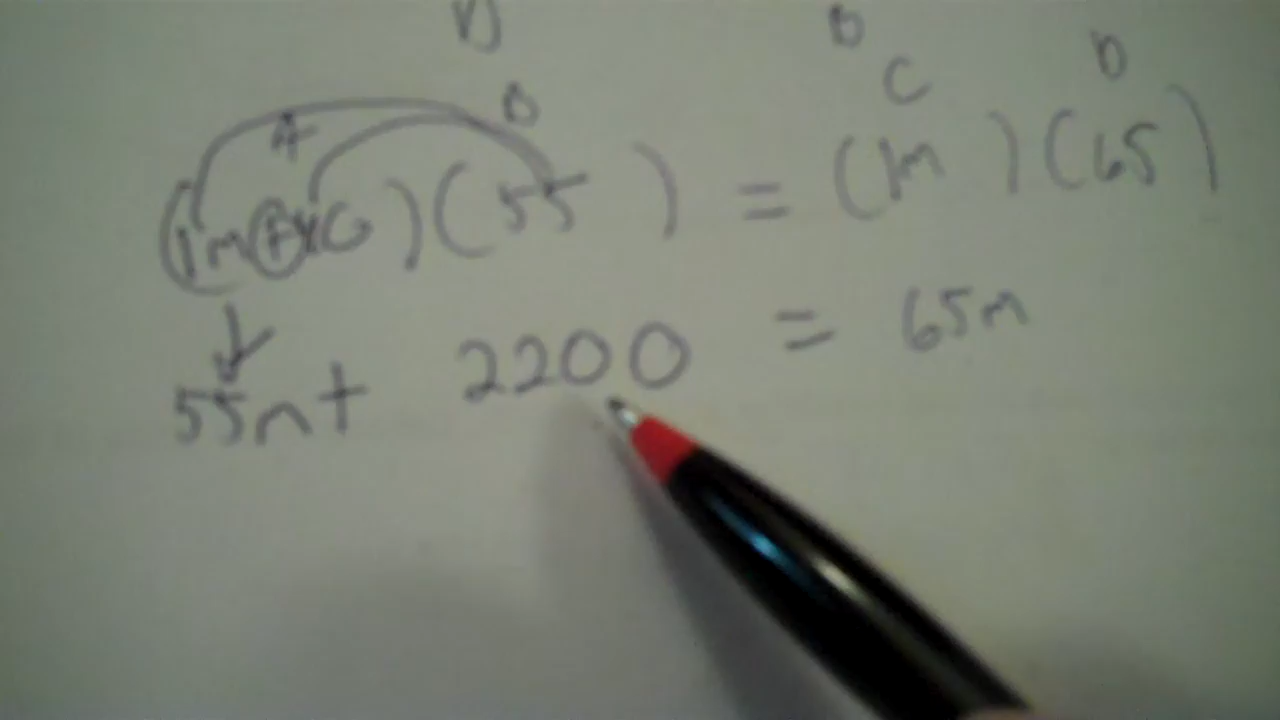 D D
A B C D
(1m + 40)(55) = (m)(65)
55m + 2200 = 65m